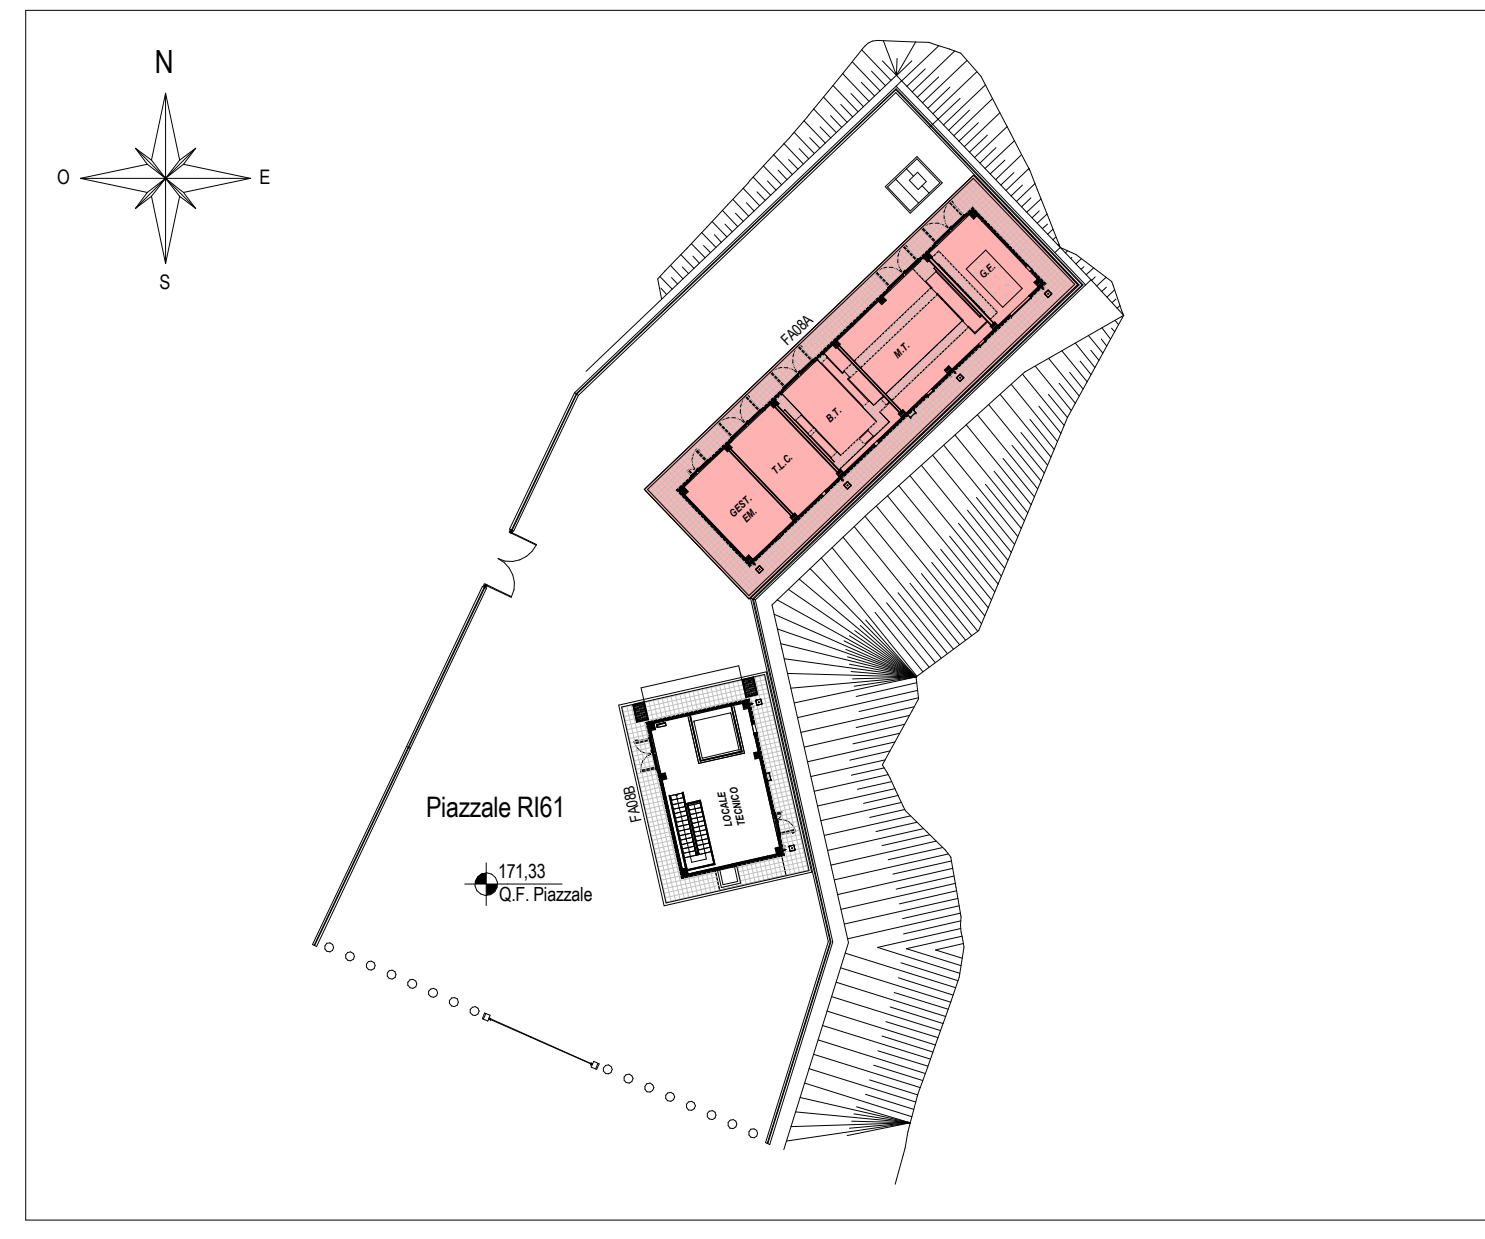 N
O
E
S
FA08A
G.E.
M.T.
B.T.
T.L.C.
GEST.
EM.
FA08B
LOCALE
TECNICO
Piazzale RI61
171,33
Q.F. Piazzale